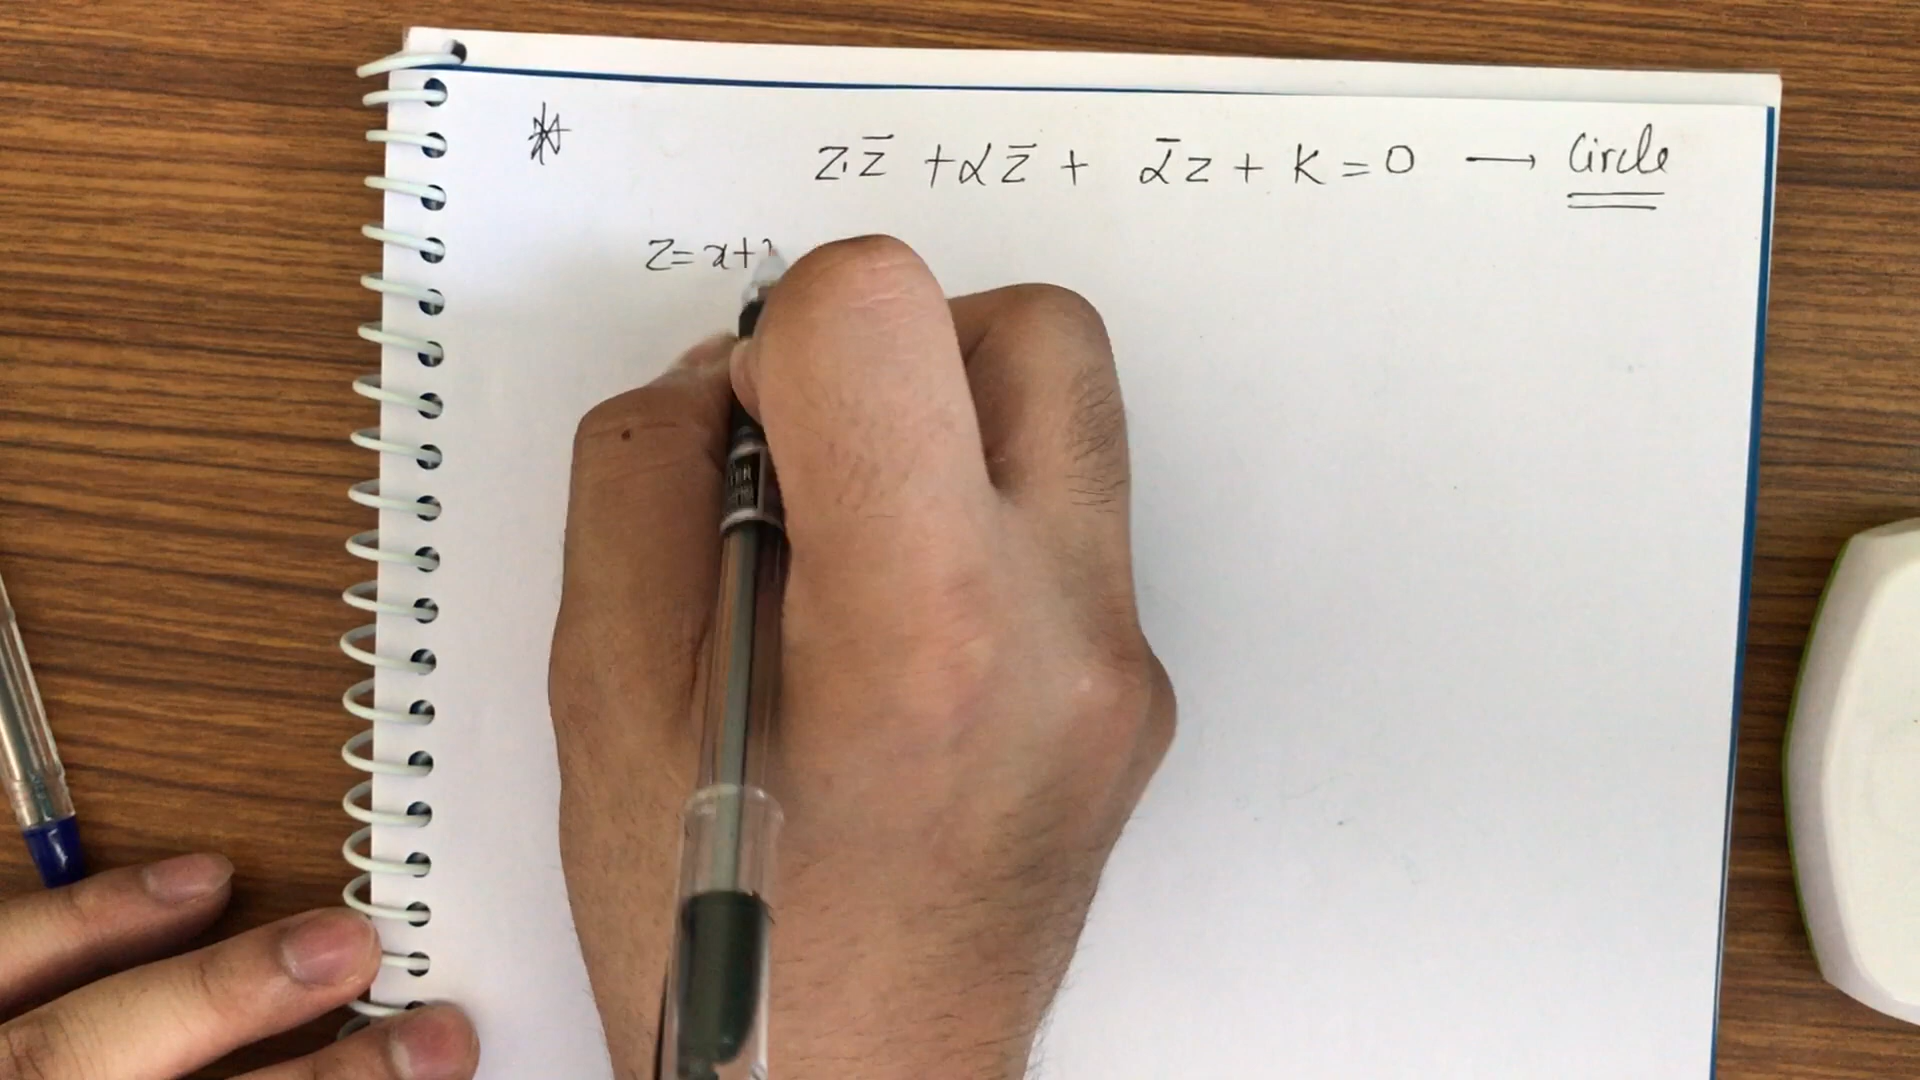 z.z̄ + αz̄ + ᾱz + K = 0 → Circle
z = x+